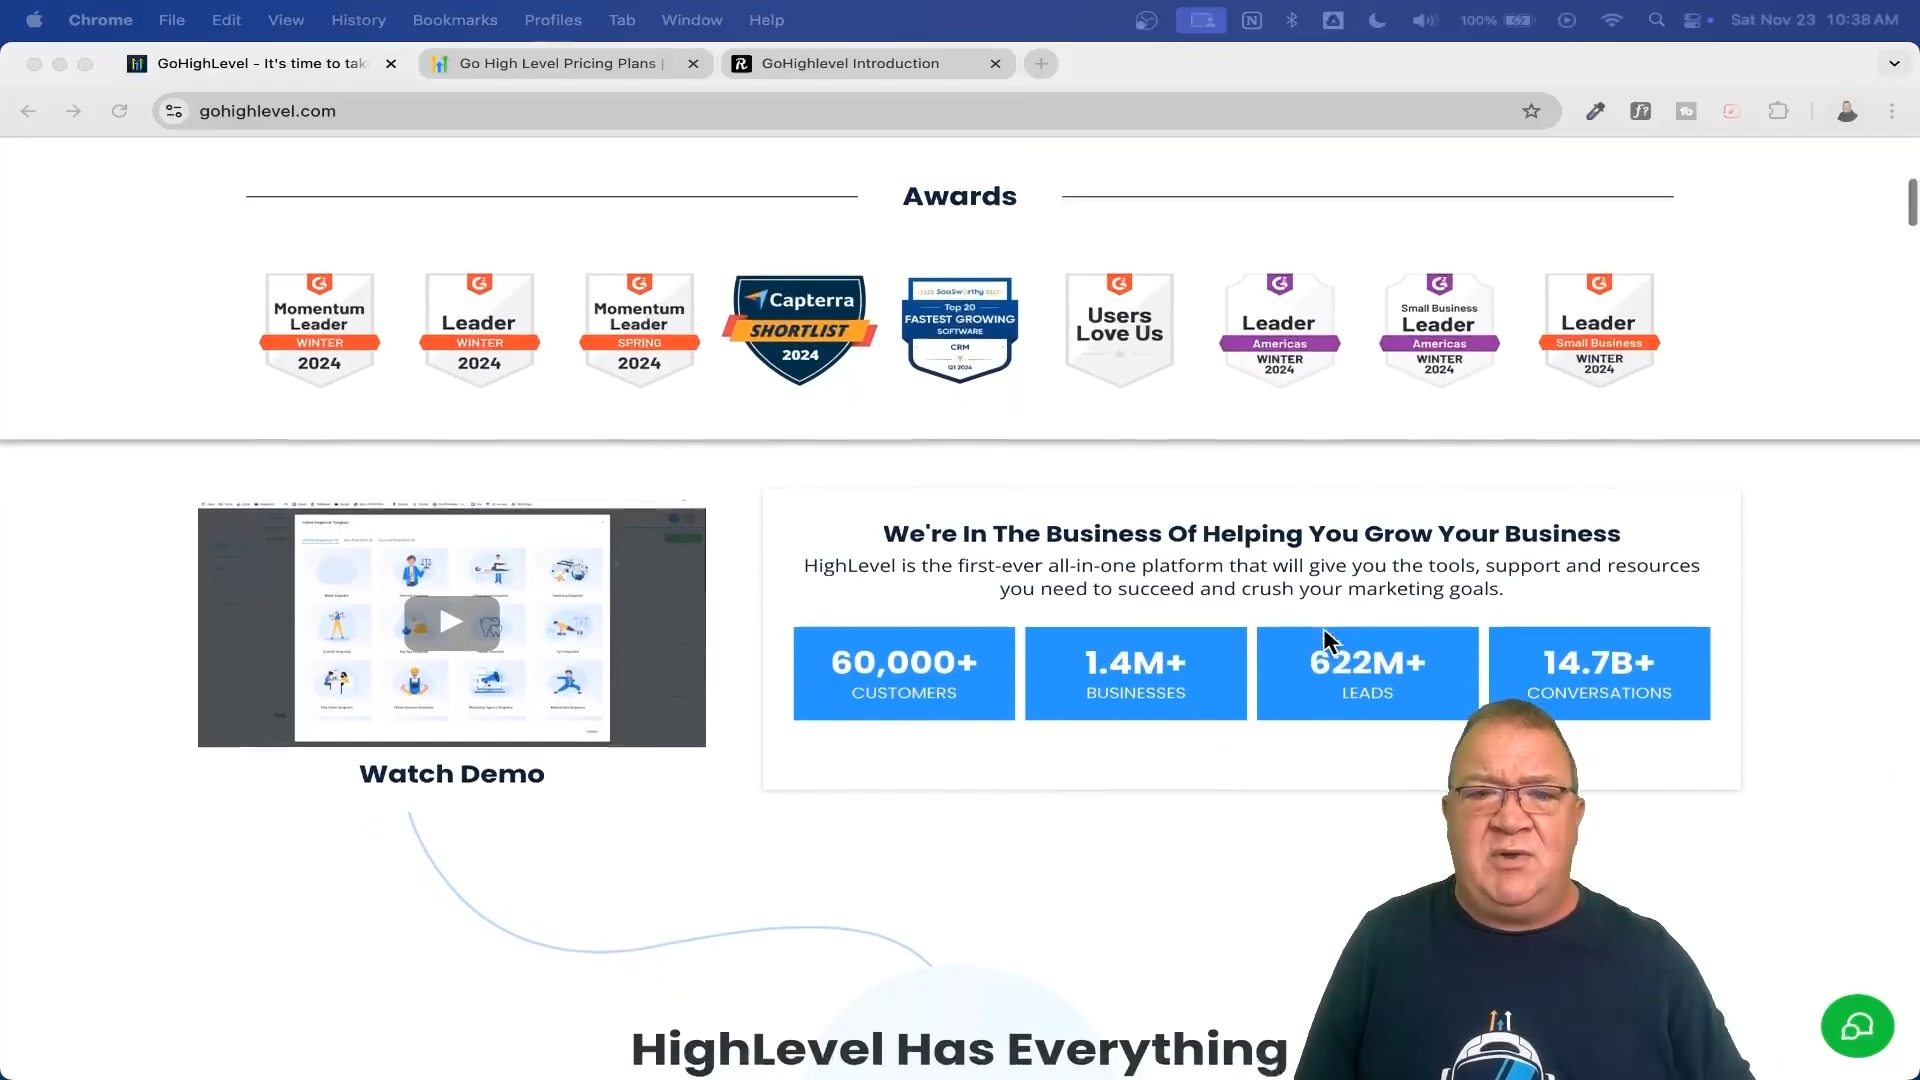 Chrome File Edit View History Bookmarks Profiles Tab Window Help 100% Sat Nov 23 10:38 AM
GoHighLevel - It's time to tak Go High Level Pricing Plans | GoHighlevel Introduction
gohighlevel.com
Awards
Momentum
Leader
WINTER
2024
Leader
WINTER
2024
Momentum
Leader
SPRING
2024
Capterra
SHORTLIST
2024
SaaSworthy
Top 20
FASTEST GROWING
SOFTWARE
CRM
Q1 2024
Users
Love Us
Leader
Americas
WINTER
2024
Small Business
Leader
Americas
WINTER
2024
Leader
Small Business
WINTER
2024
We're In The Business Of Helping You Grow Your Business
HighLevel is the first-ever all-in-one platform that will give you the tools, support and resources
you need to succeed and crush your marketing goals.
60,000+
CUSTOMERS
1.4M+
BUSINESSES
622M+
LEADS
14.7B+
CONVERSATIONS
Watch Demo
HighLevel Has Everything